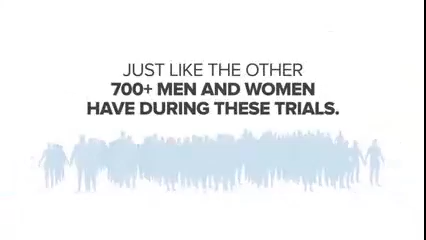 JUST LIKE THE OTHER
700+ MEN AND WOMEN
HAVE DURING THESE TRIALS.